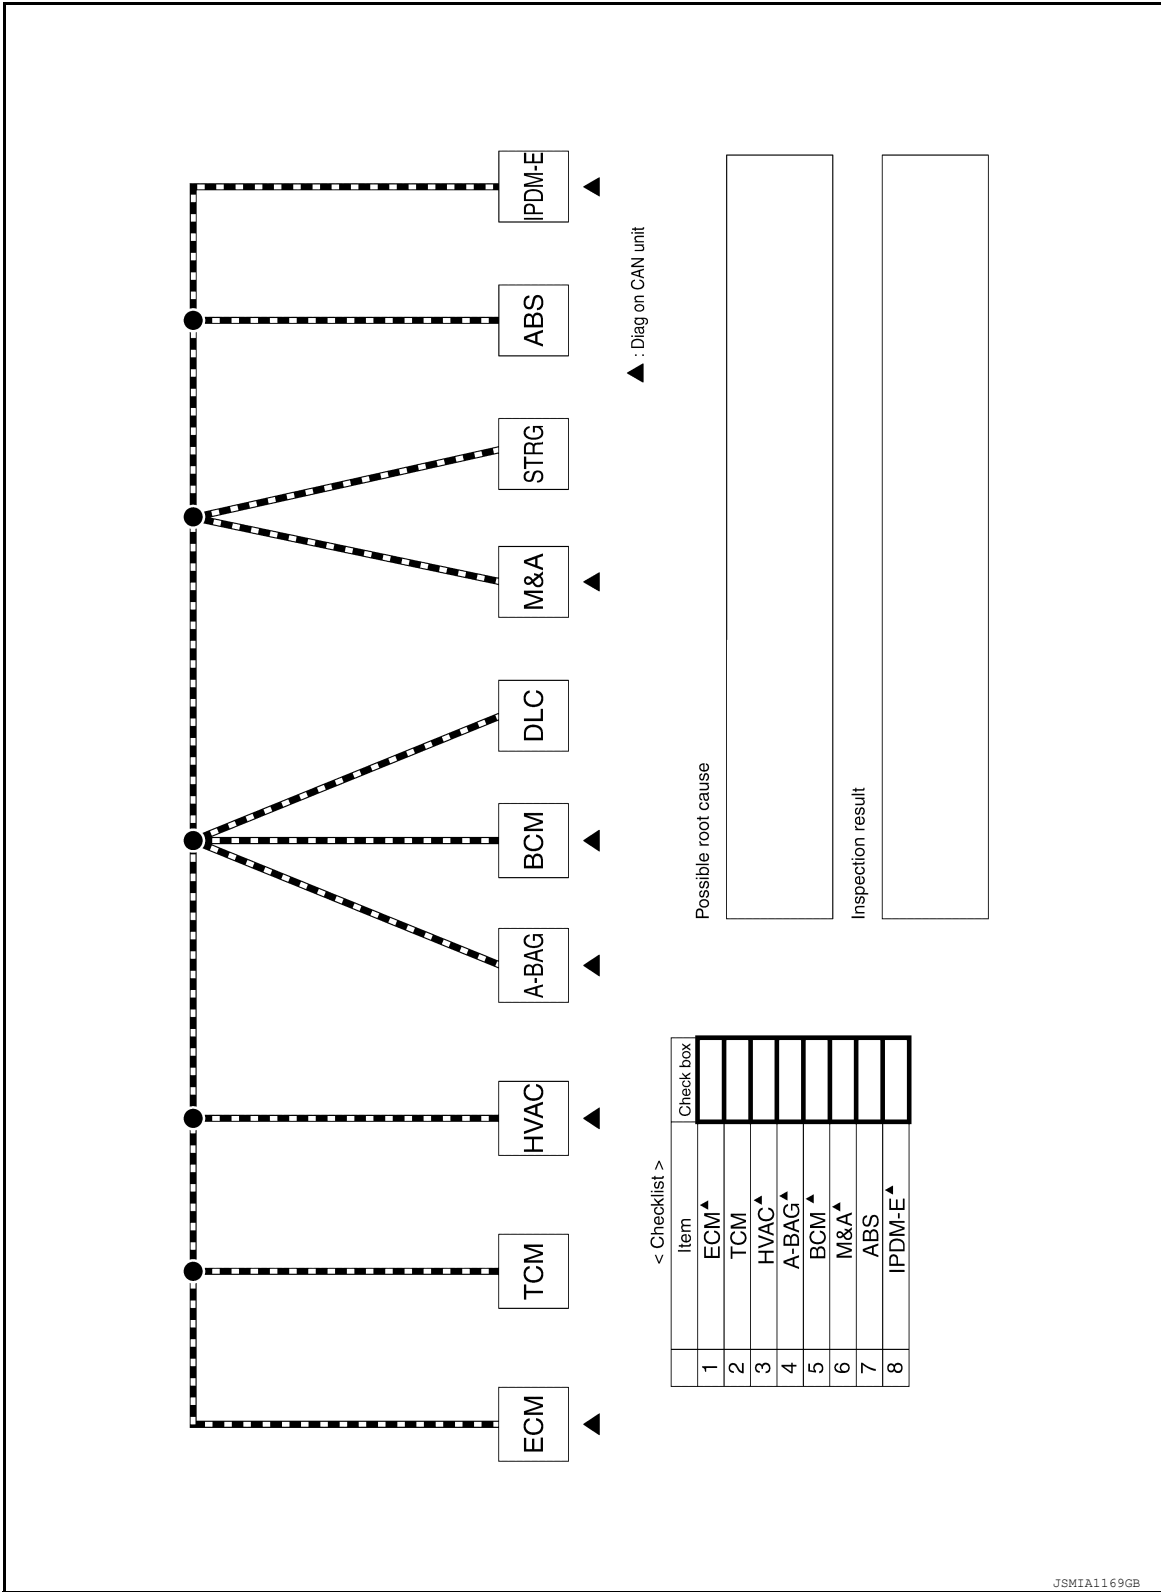 ECM
TCM
HVAC
A-BAG
BCM
DLC
M&A
STRG
ABS
IPDM-E
▲ : Diag on CAN unit
< Checklist >
Item Check box
1 ECM▲
2 TCM
3 HVAC▲
4 A-BAG▲
5 BCM▲
6 M&A▲
7 ABS
8 IPDM-E▲
Possible root cause
Inspection result
JSMIA1169GB